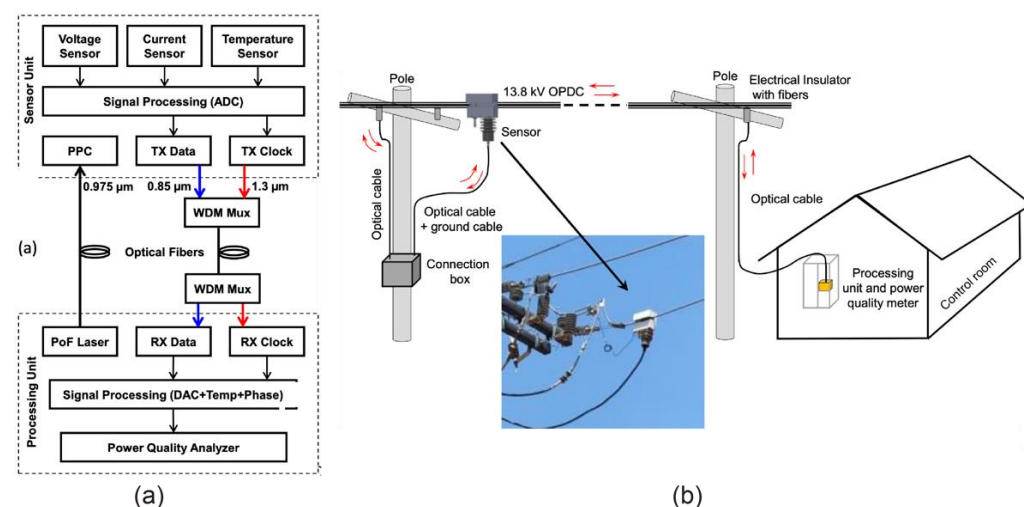 Sensor Unit
Voltage
Sensor
Current
Sensor
Temperature
Sensor
Signal Processing (ADC)
PPC
TX Data
TX Clock
0.975 μm
0.85 μm
1.3 μm
WDM Mux
(a)
Optical Fibers
WDM Mux
Processing Unit
PoF Laser
RX Data
RX Clock
Signal Processing (DAC+Temp+Phase)
Power Quality Analyzer
(a)
Pole
13.8 kV OPDC
Sensor
Optical cable
Optical cable
+ ground cable
Connection
box
Pole
Electrical Insulator
with fibers
Optical cable
Processing
unit and power
quality meter
Control room
(b)